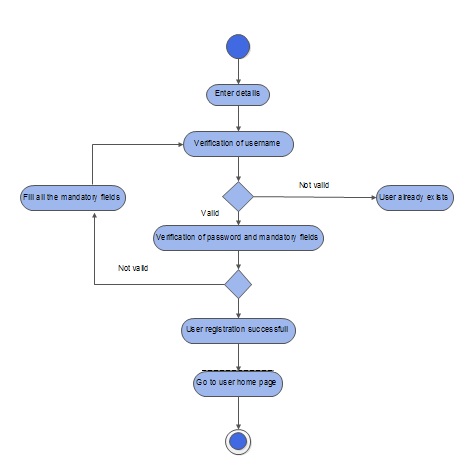 Enter details
Verification of username
Not valid
Fill all the mandatory fields
User already exists
Valid
Verification of password and mandatory fields
Not valid
User registration successfull
Go to user home page